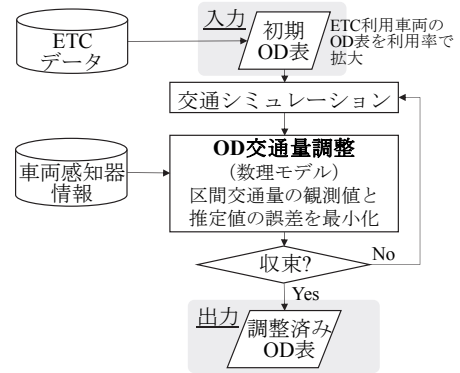 ETC
データ
入力
初期
OD表
ETC利用車両の
OD表を利用率で
拡大
交通シミュレーション
車両感知器
情報
OD交通量調整
(数理モデル)
区間交通量の観測値と
推定値の誤差を最小化
収束?
No
Yes
出力
調整済み
OD表